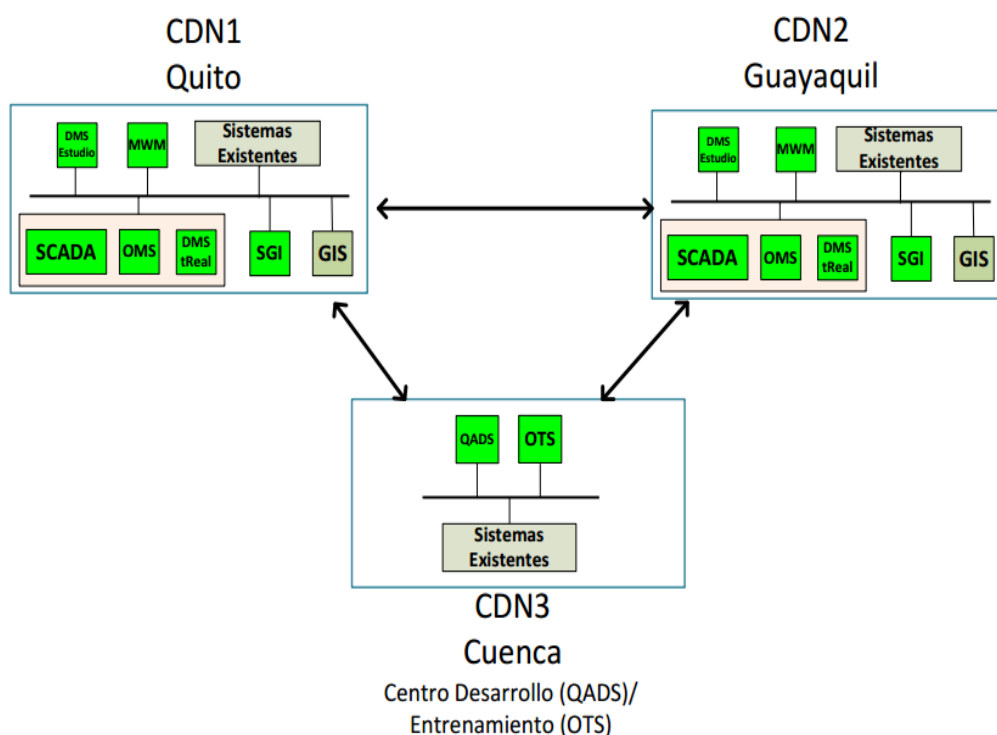 CDN1
Quito
DMS
Estudio
MWM
Sistemas
Existentes
SCADA
OMS
DMS
tReal
SGI
GIS
CDN2
Guayaquil
DMS
Estudio
MWM
Sistemas
Existentes
SCADA
OMS
DMS
tReal
SGI
GIS
QADS
OTS
Sistemas
Existentes
CDN3
Cuenca
Centro Desarrollo (QADS)/
Entrenamiento (OTS)